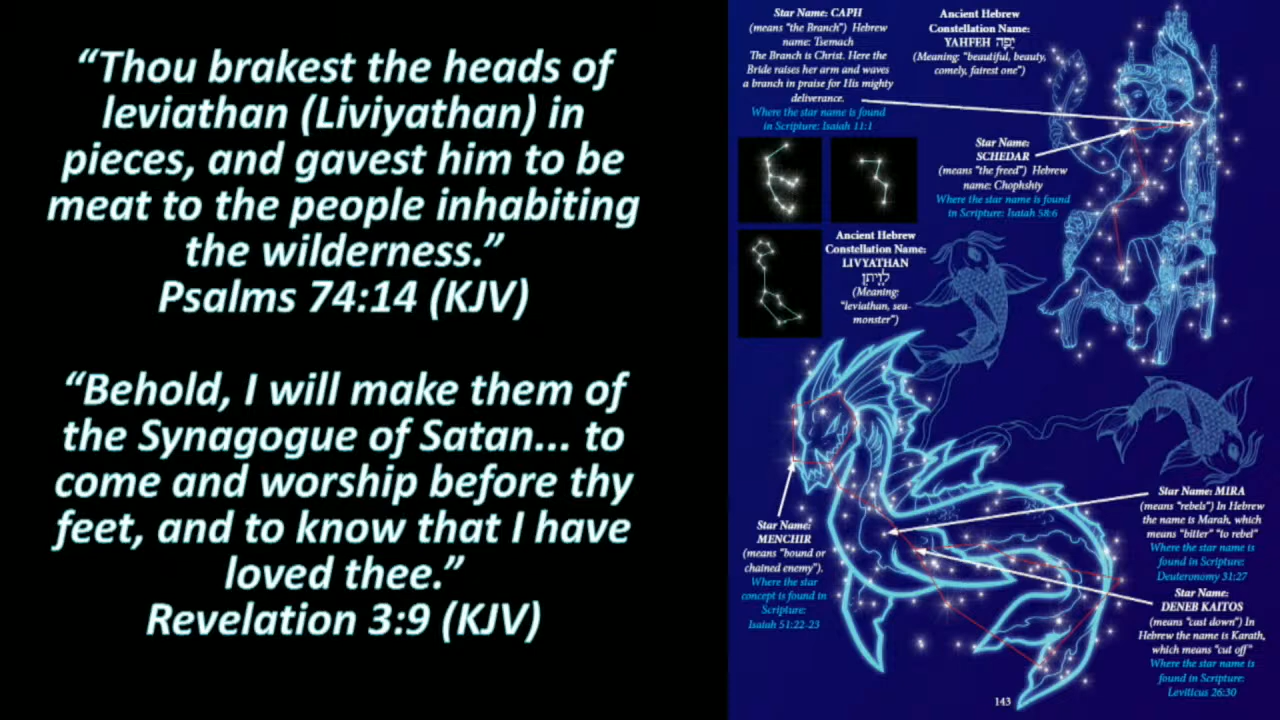 “Thou brakest the heads of
leviathan (Liviyathan) in
pieces, and gavest him to be
meat to the people inhabiting
the wilderness.”
Psalms 74:14 (KJV)
“Behold, I will make them of
the Synagogue of Satan... to
come and worship before thy
feet, and to know that I have
loved thee.”
Revelation 3:9 (KJV)
Star Name: CAPH
(means “the Branch”) Hebrew
name: Tsemach
The Branch is Christ. Here the
Bride raises her arm and waves
a branch in praise for His mighty
deliverance.
Where the star name is found
in Scripture: Isaiah 11:1
Ancient Hebrew
Constellation Name:
YAHFEH יָפֶה
(Meaning: “beautiful, beauty,
comely, fairest one”)
Star Name:
SCHEDAR
(means “the freed”) Hebrew
name: Chophshiy
Where the star name is found
in Scripture: Isaiah 58:6
Ancient Hebrew
Constellation Name:
LIVYATHAN
לִוְיָתָן
(Meaning:
“leviathan, sea-
monster”)
Star Name:
MENCHIR
(means “bound or
chained enemy”).
Where the star
concept is found in
Scripture:
Isaiah 51:22-23
Star Name: MIRA
(means “rebels”) In Hebrew
the name is Marah, which
means “bitter” “to rebel”
Where the star name is
found in Scripture:
Deuteronomy 31:27
Star Name:
DENEB KAITOS
(means “cast down”) In
Hebrew the name is Karath,
which means “cut off”
Where the star name is
found in Scripture:
Leviticus 26:30
143